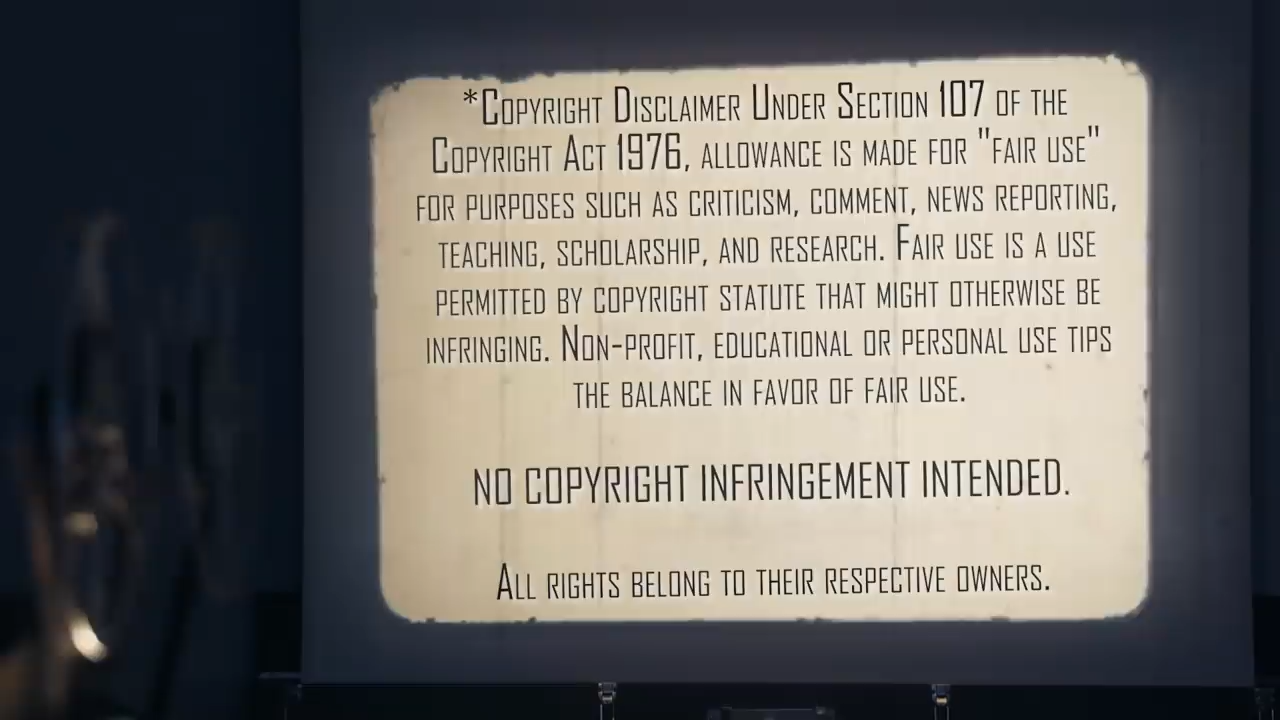 *Copyright Disclaimer Under Section 107 of the
Copyright Act 1976, allowance is made for "fair use"
for purposes such as criticism, comment, news reporting,
teaching, scholarship, and research. Fair use is a use
permitted by copyright statute that might otherwise be
infringing. Non-profit, educational or personal use tips
the balance in favor of fair use.
NO COPYRIGHT INFRINGEMENT INTENDED.
All rights belong to their respective owners.